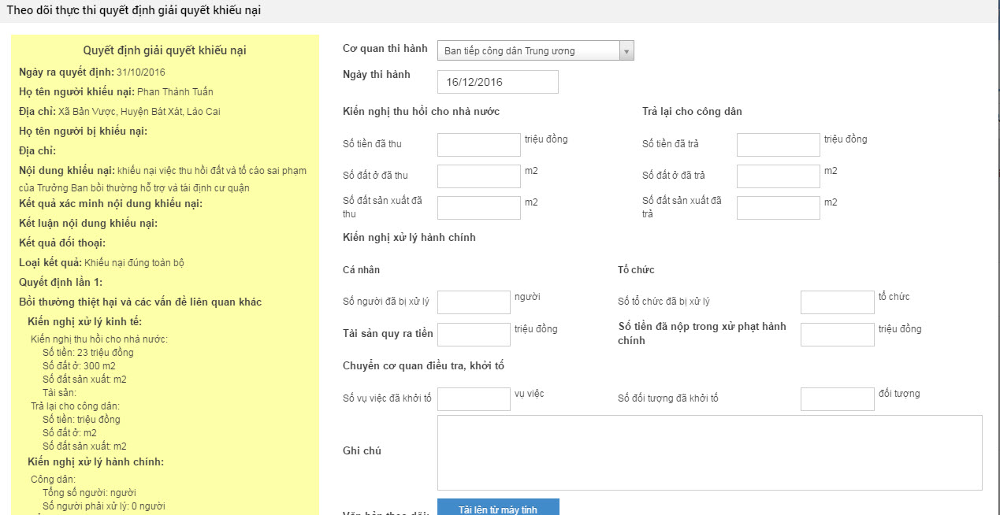 Theo dõi thực thi quyết định giải quyết khiếu nại
Quyết định giải quyết khiếu nại
Ngày ra quyết định: 31/10/2016
Họ tên người khiếu nại: Phan Thành Tuấn
Địa chỉ: Xã Bản Vược, Huyện Bát Xát, Lào Cai
Họ tên người bị khiếu nại:
Địa chỉ:
Nội dung khiếu nại: khiếu nại việc thu hồi đất và tố cáo sai phạm
của Trưởng Ban bồi thường hỗ trợ và tái định cư quận
Kết quả xác minh nội dung khiếu nại:
Kết luận nội dung khiếu nại:
Kết quả đối thoại:
Loại kết quả: Khiếu nại đúng toàn bộ
Quyết định lần 1:
Bồi thường thiệt hại và các vấn đề liên quan khác
Kiến nghị xử lý kinh tế:
Kiến nghị thu hồi cho nhà nước:
Số tiền: 23 triệu đồng
Số đất ở: 300 m2
Số đất sản xuất: m2
Tài sản:
Trả lại cho công dân:
Số tiền: triệu đồng
Số đất ở: m2
Số đất sản xuất: m2
Kiến nghị xử lý hành chính:
Công dân:
Tổng số người: người
Số người phải xử lý: 0 người
Cơ quan thi hành
Ban tiếp công dân Trung ương
Ngày thi hành
16/12/2016
Kiến nghị thu hồi cho nhà nước
Trả lại cho công dân
Số tiền đã thu
triệu đồng
Số tiền đã trả
triệu đồng
Số đất ở đã thu
m2
Số đất ở đã trả
m2
Số đất sản xuất đã
thu
m2
Số đất sản xuất đã
trả
m2
Kiến nghị xử lý hành chính
Cá nhân
Tổ chức
Số người đã bị xử lý
người
Số tổ chức đã bị xử lý
tổ chức
Tài sản quy ra tiền
triệu đồng
Số tiền đã nộp trong xử phạt hành
chính
triệu đồng
Chuyển cơ quan điều tra, khởi tố
Số vụ việc đã khởi tố
vụ việc
Số đối tượng đã khởi tố
đối tượng
Ghi chú
Văn bản theo dõi:
Tải lên từ máy tính